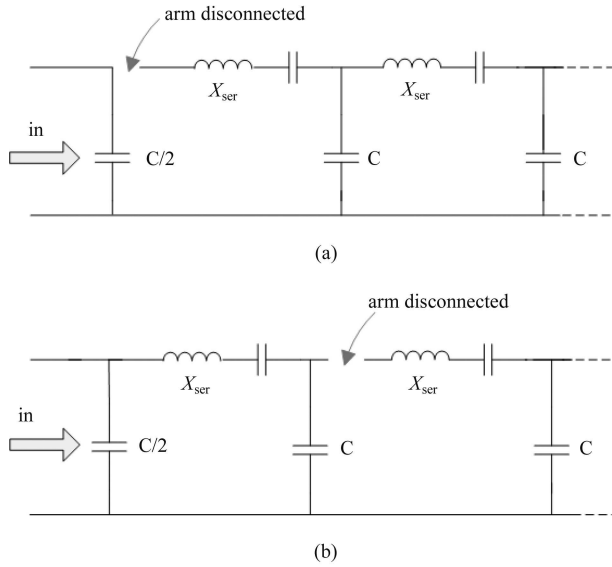 arm disconnected
X_ser
X_ser
in
C/2
C
C
(a)
arm disconnected
X_ser
X_ser
in
C/2
C
C
(b)